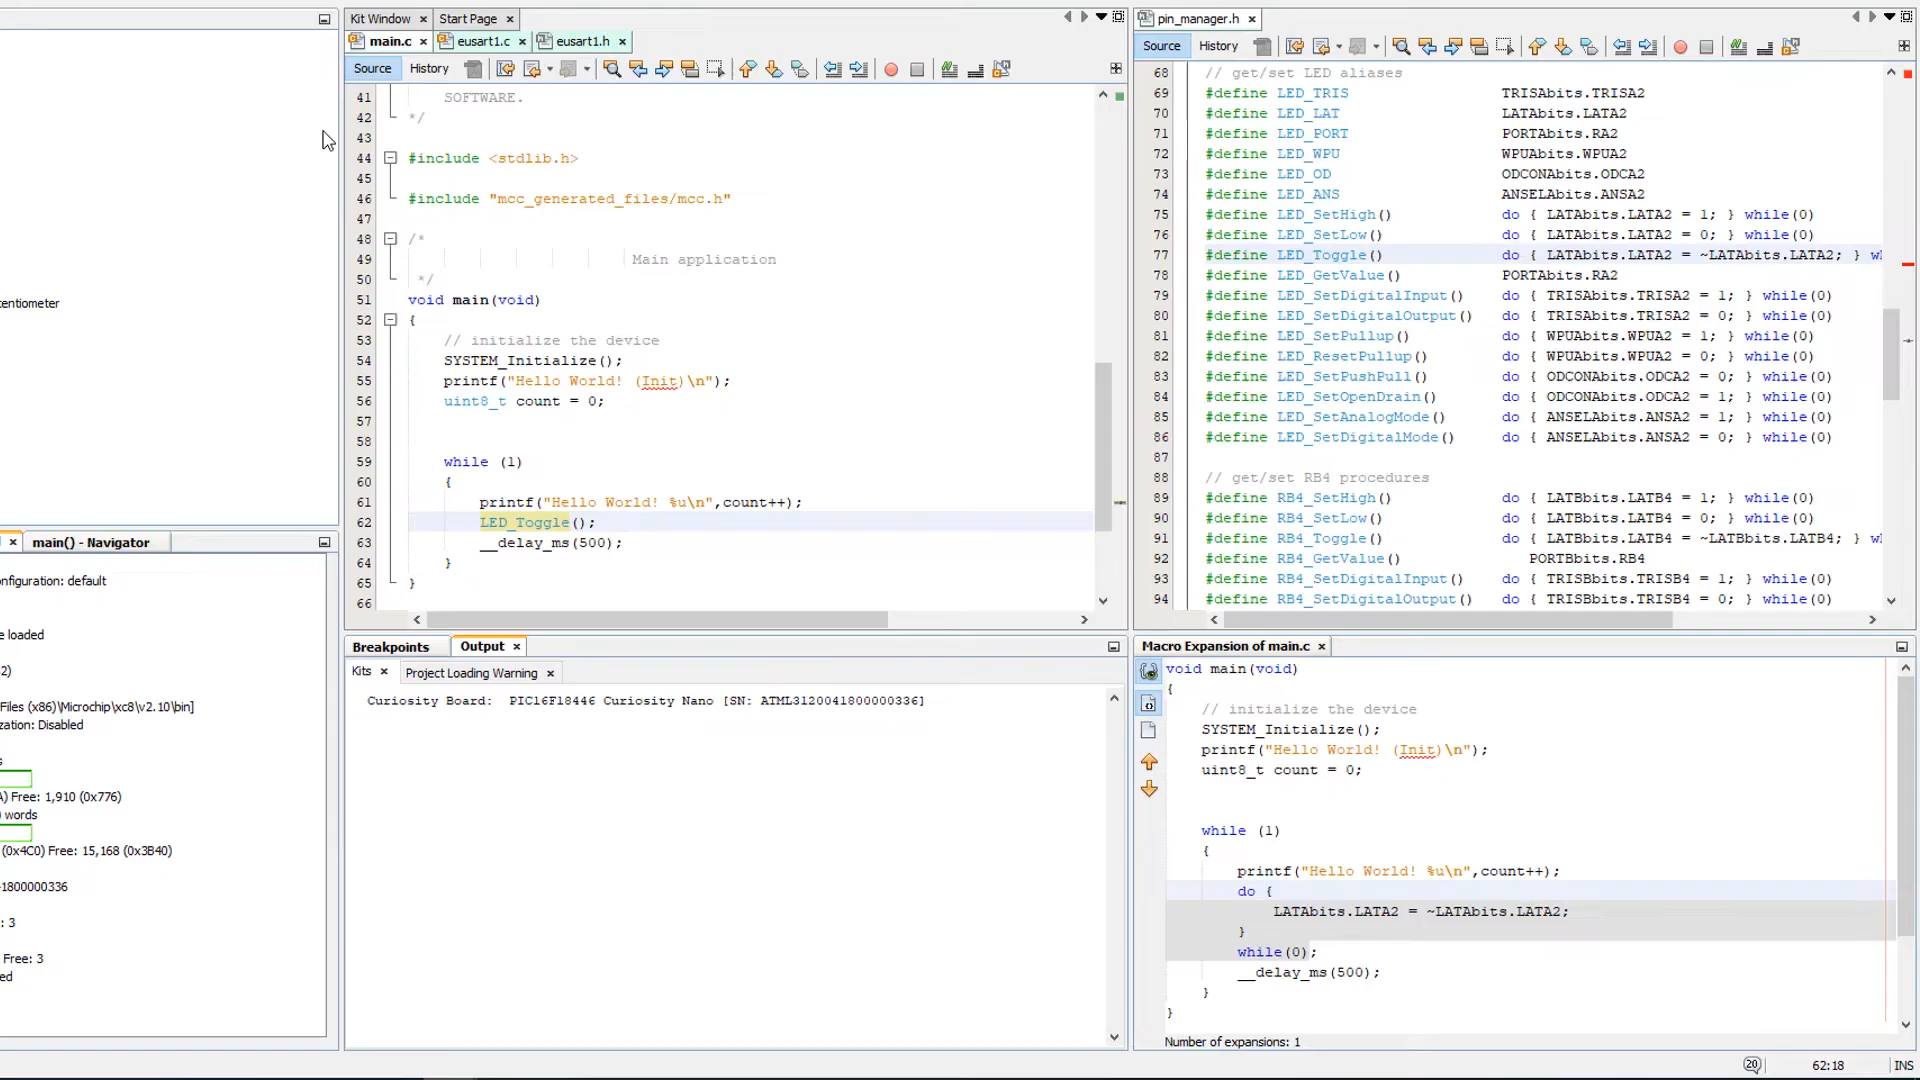 Kit Window
Start Page
main.c
eusart1.c
eusart1.h
Source
History
41 SOFTWARE.
42 */
43
44 #include <stdlib.h>
45
46 #include "mcc_generated_files/mcc.h"
47
48 /*
49 Main application
50 */
51 void main(void)
52 {
53 // initialize the device
54 SYSTEM_Initialize();
55 printf("Hello World! (Init)\n");
56 uint8_t count = 0;
57
58
59 while (1)
60 {
61 printf("Hello World! %u\n",count++);
62 LED_Toggle();
63 __delay_ms(500);
64 }
65 }
66
pin_manager.h
Source
History
68 // get/set LED aliases
69 #define LED_TRIS TRISAbits.TRISA2
70 #define LED_LAT LATAbits.LATA2
71 #define LED_PORT PORTAbits.RA2
72 #define LED_WPU WPUAbits.WPUA2
73 #define LED_OD ODCONAbits.ODCA2
74 #define LED_ANS ANSELAbits.ANSA2
75 #define LED_SetHigh() do { LATAbits.LATA2 = 1; } while(0)
76 #define LED_SetLow() do { LATAbits.LATA2 = 0; } while(0)
77 #define LED_Toggle() do { LATAbits.LATA2 = ~LATAbits.LATA2; } wh
78 #define LED_GetValue() PORTAbits.RA2
79 #define LED_SetDigitalInput() do { TRISAbits.TRISA2 = 1; } while(0)
80 #define LED_SetDigitalOutput() do { TRISAbits.TRISA2 = 0; } while(0)
81 #define LED_SetPullup() do { WPUAbits.WPUA2 = 1; } while(0)
82 #define LED_ResetPullup() do { WPUAbits.WPUA2 = 0; } while(0)
83 #define LED_SetPushPull() do { ODCONAbits.ODCA2 = 0; } while(0)
84 #define LED_SetOpenDrain() do { ODCONAbits.ODCA2 = 1; } while(0)
85 #define LED_SetAnalogMode() do { ANSELAbits.ANSA2 = 1; } while(0)
86 #define LED_SetDigitalMode() do { ANSELAbits.ANSA2 = 0; } while(0)
87
88 // get/set RB4 procedures
89 #define RB4_SetHigh() do { LATBbits.LATB4 = 1; } while(0)
90 #define RB4_SetLow() do { LATBbits.LATB4 = 0; } while(0)
91 #define RB4_Toggle() do { LATBbits.LATB4 = ~LATBbits.LATB4; } wh
92 #define RB4_GetValue() PORTBbits.RB4
93 #define RB4_SetDigitalInput() do { TRISBbits.TRISB4 = 1; } while(0)
94 #define RB4_SetDigitalOutput() do { TRISBbits.TRISB4 = 0; } while(0)
entiometer
main() - Navigator
nfiguration: default
e loaded
2)
Files (x86)\Microchip\xc8\v2.10\bin]
zation: Disabled
s
A) Free: 1,910 (0x776)
) words
(0x4C0) Free: 15,168 (0x3B40)
1800000336
: 3
Free: 3
ed
Breakpoints
Output
Kits
Project Loading Warning
Curiosity Board: PIC16F18446 Curiosity Nano [SN: ATML3120041800000336]
Macro Expansion of main.c
void main(void)
{
// initialize the device
SYSTEM_Initialize();
printf("Hello World! (Init)\n");
uint8_t count = 0;
while (1)
{
printf("Hello World! %u\n",count++);
do {
LATAbits.LATA2 = ~LATAbits.LATA2;
}
while(0);
__delay_ms(500);
}
}
Number of expansions: 1
20
62:18
INS